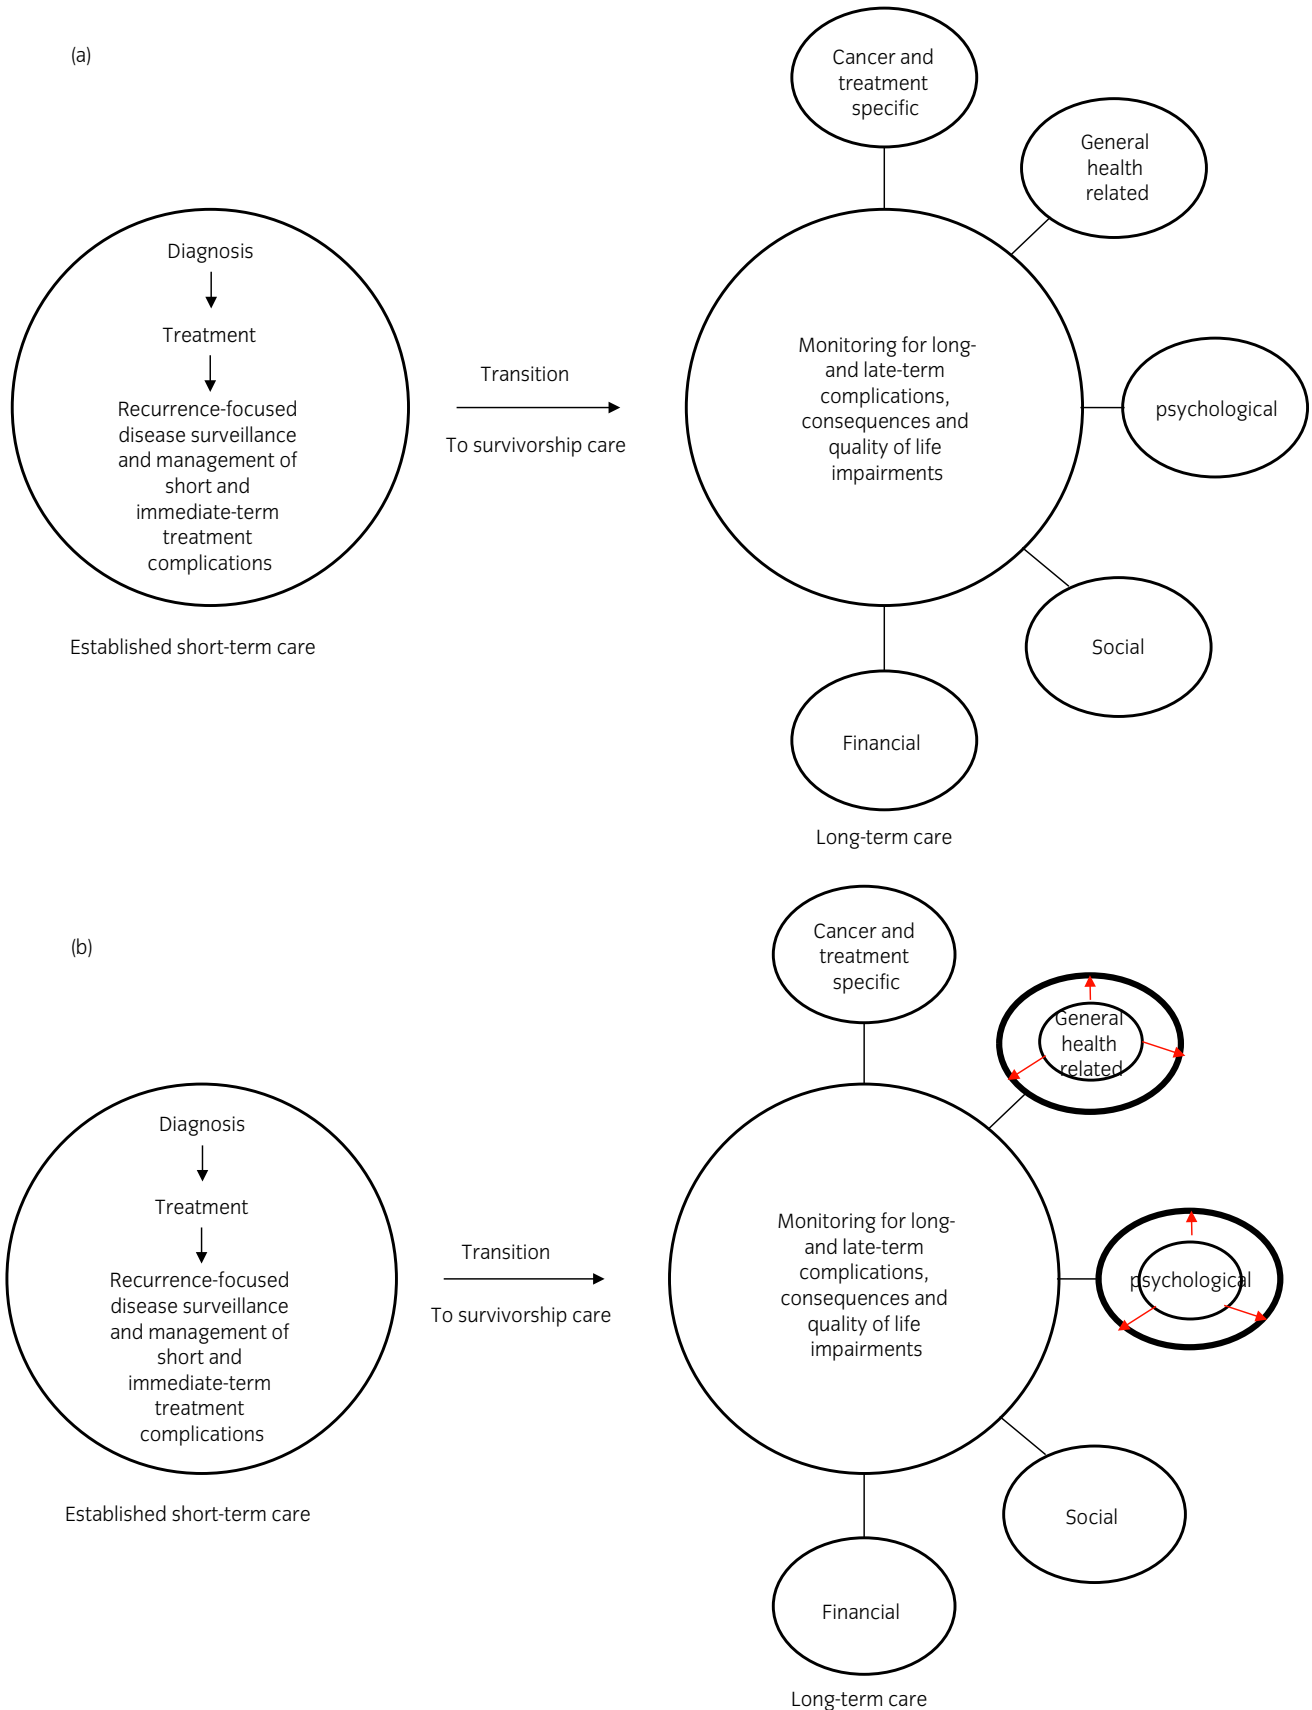 (a)
Diagnosis
Treatment
Recurrence-focused
disease surveillance
and management of
short and
immediate-term
treatment
complications
Established short-term care
Transition
To survivorship care
Monitoring for long-
and late-term
complications,
consequences and
quality of life
impairments
Cancer and
treatment
specific
General
health
related
psychological
Social
Financial
Long-term care
(b)
Diagnosis
Treatment
Recurrence-focused
disease surveillance
and management of
short and
immediate-term
treatment
complications
Established short-term care
Transition
To survivorship care
Monitoring for long-
and late-term
complications,
consequences and
quality of life
impairments
Cancer and
treatment
specific
General
health
related
psychological
Social
Financial
Long-term care